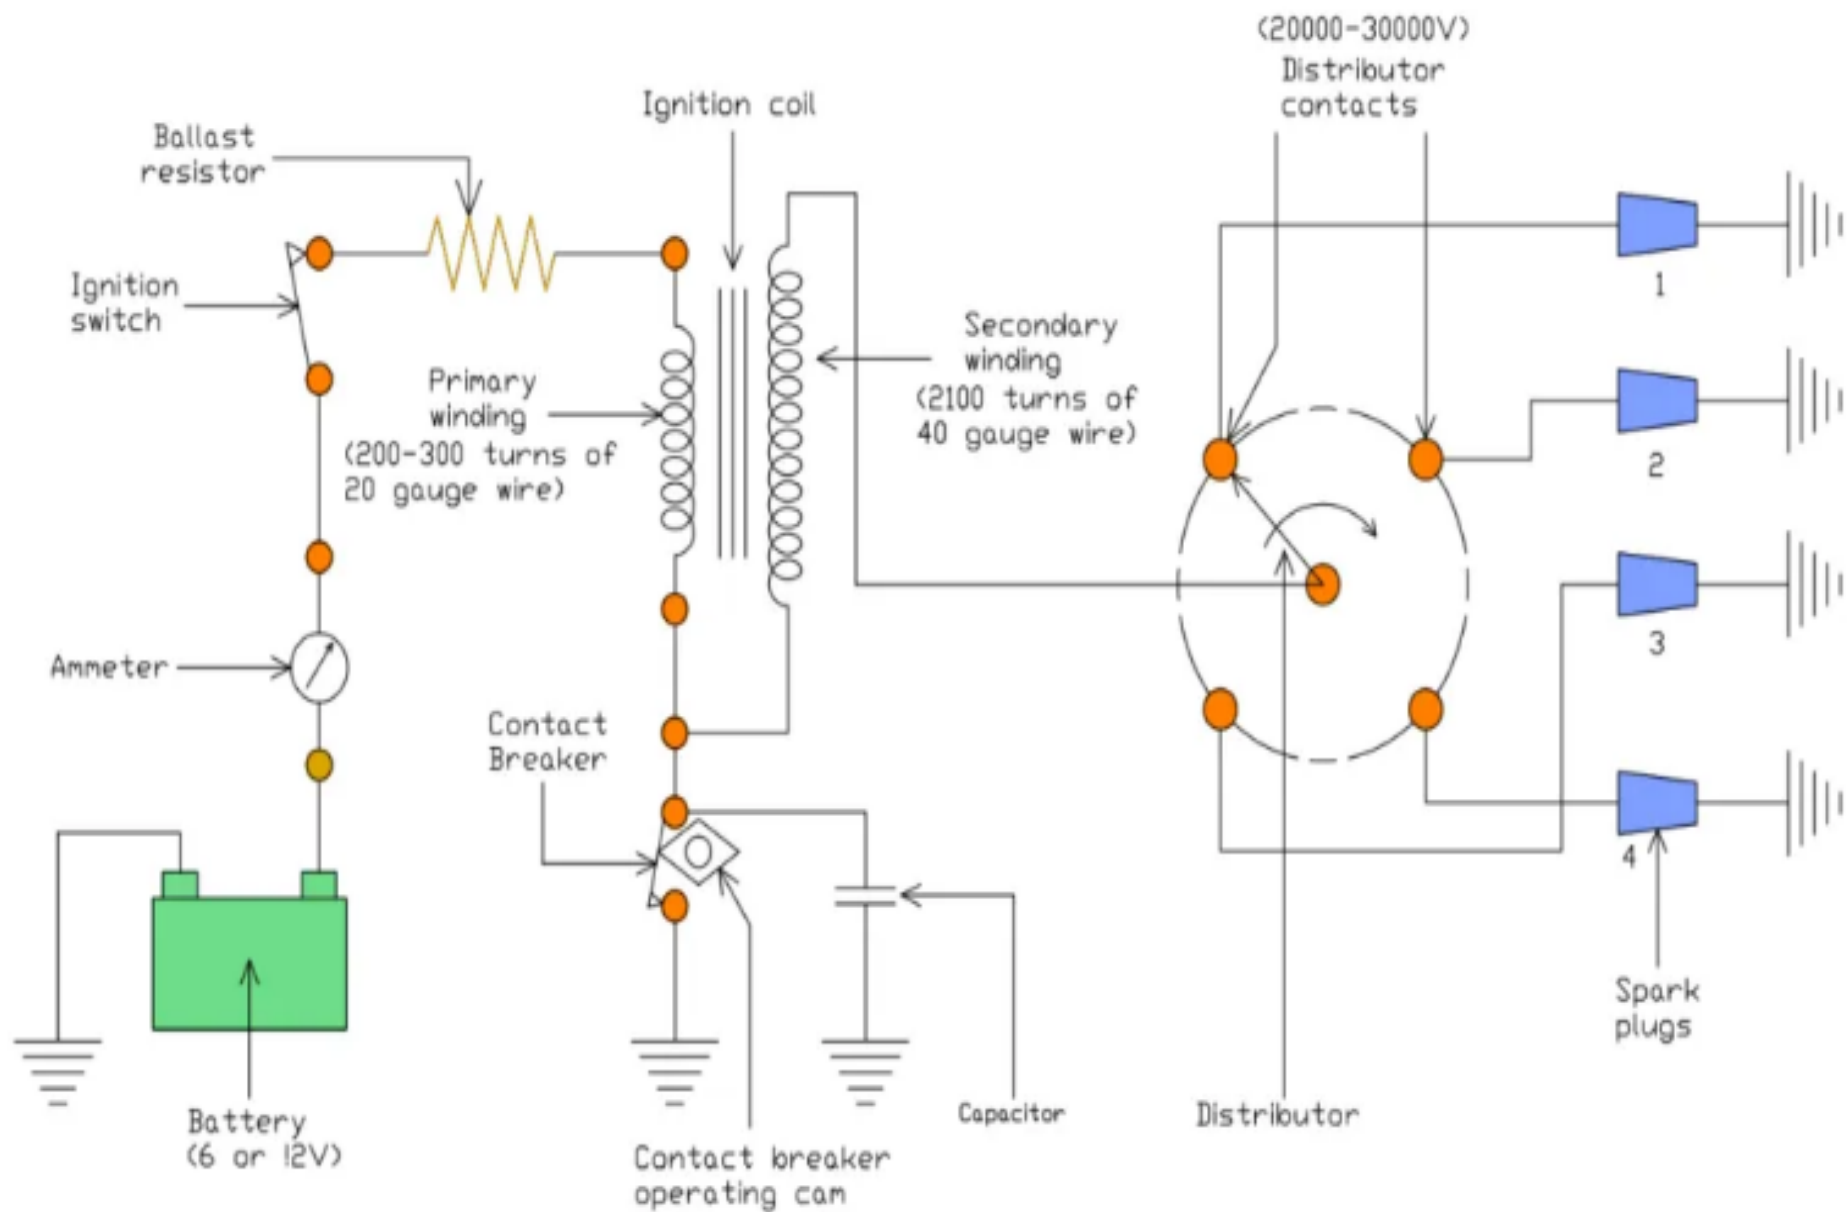 (20000-30000V)
Distributor
contacts
Ignition coil
Ballast
resistor
Ignition
switch
Primary
winding
(200-300 turns of
20 gauge wire)
Secondary
winding
(2100 turns of
40 gauge wire)
1
2
3
4
Ammeter
Contact
Breaker
Spark
plugs
Battery
(6 or 12V)
Capacitor
Distributor
Contact breaker
operating cam